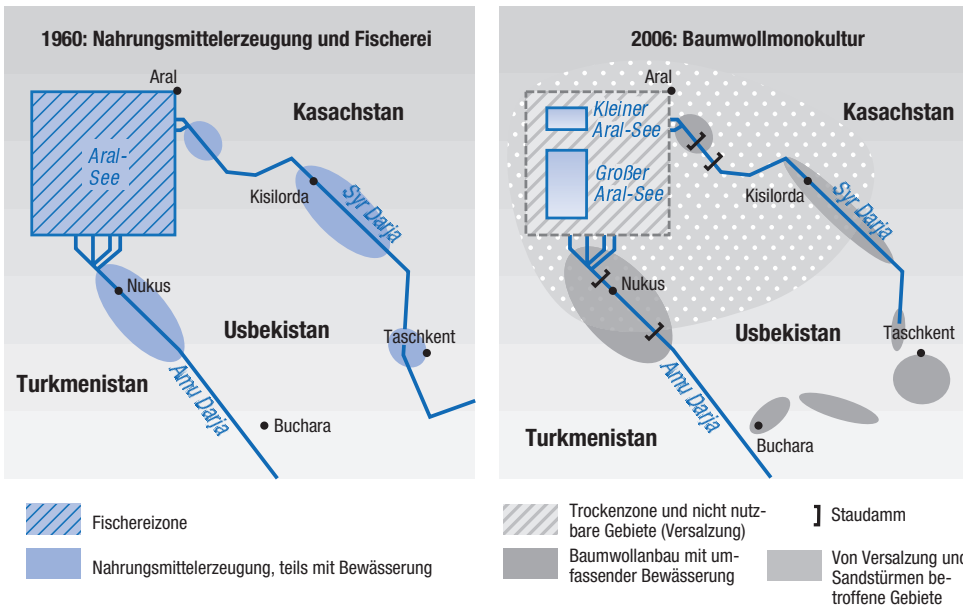 1960: Nahrungsmittelerzeugung und Fischerei
Aral
Kasachstan
Aral-
See
Kisilorda
Syr Darja
Nukus
Usbekistan
Taschkent
Turkmenistan
Amu Darja
Buchara
Fischereizone
Nahrungsmittelerzeugung, teils mit Bewässerung
2006: Baumwollmonokultur
Aral
Kleiner
Aral-See
Kasachstan
Großer
Aral-See
Kisilorda
Syr Darja
Nukus
Usbekistan
Taschkent
Amu Darja
Turkmenistan
Buchara
Trockenzone und nicht nutz-
bare Gebiete (Versalzung)
Staudamm
Baumwollanbau mit um-
fassender Bewässerung
Von Versalzung und
Sandstürmen be-
troffene Gebiete